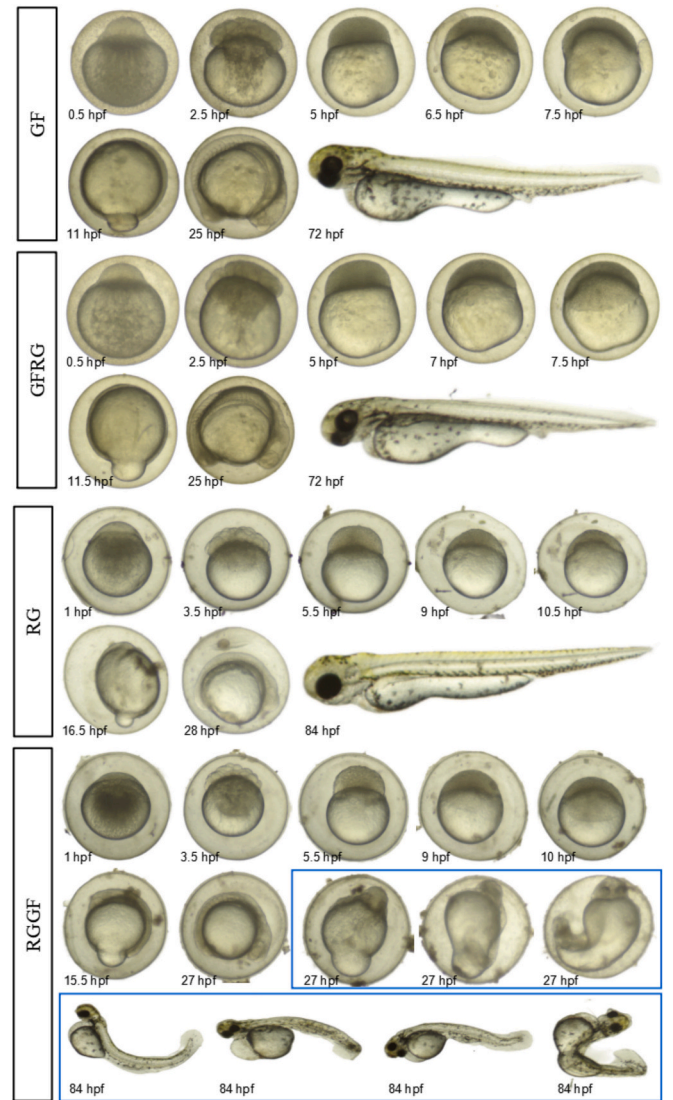 GF
0.5 hpf
2.5 hpf
5 hpf
6.5 hpf
7.5 hpf
11 hpf
25 hpf
72 hpf
GFRG
0.5 hpf
2.5 hpf
5 hpf
7 hpf
7.5 hpf
11.5 hpf
25 hpf
72 hpf
RG
1 hpf
3.5 hpf
5.5 hpf
9 hpf
10.5 hpf
16.5 hpf
28 hpf
84 hpf
RGGF
1 hpf
3.5 hpf
5.5 hpf
9 hpf
10 hpf
15.5 hpf
27 hpf
27 hpf
27 hpf
27 hpf
84 hpf
84 hpf
84 hpf
84 hpf